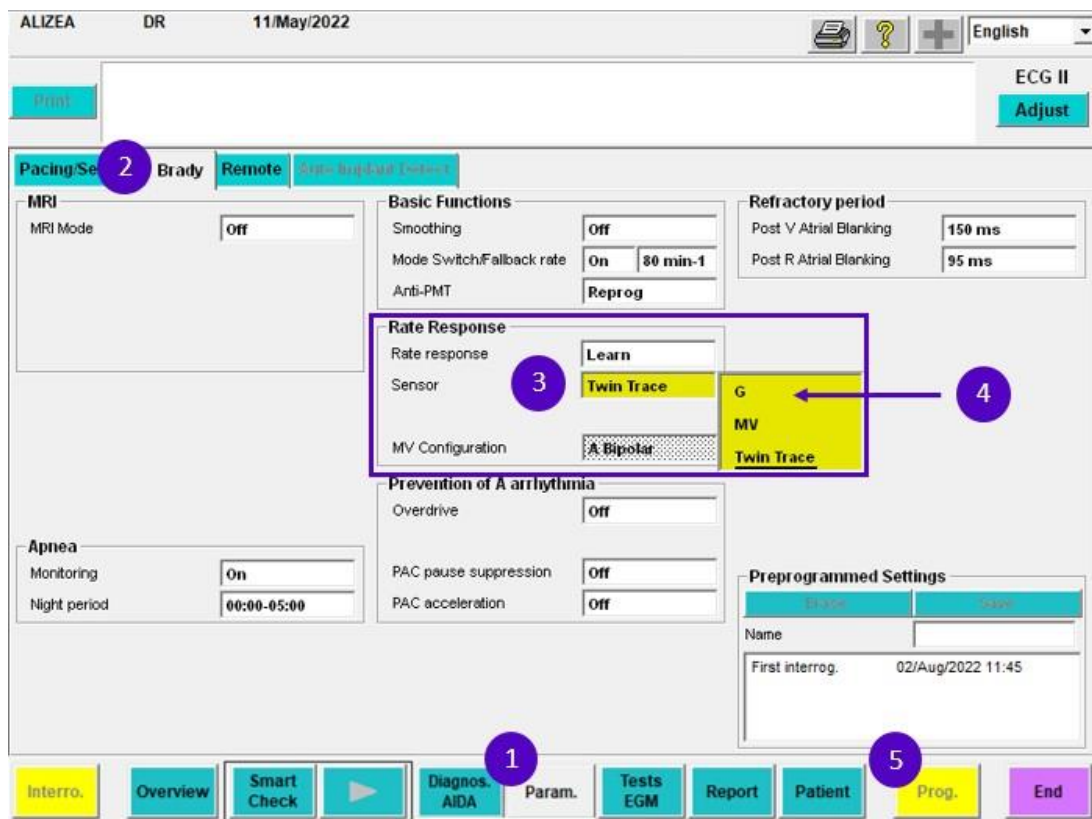 ALIZEA DR 11/May/2022
English
Print
ECG II
Adjust
Pacing/Se 2 Brady Remote Auto Implant Detect
MRI
MRI Mode Off
Basic Functions
Smoothing Off
Mode Switch/Fallback rate On 80 min-1
Anti-PMT Reprog
Refractory period
Post V Atrial Blanking 150 ms
Post R Atrial Blanking 95 ms
Rate Response
Rate response Learn
Sensor 3 Twin Trace
G 4
MV
Twin Trace
MV Configuration A Bipolar
Prevention of A arrhythmia
Overdrive Off
PAC pause suppression Off
PAC acceleration Off
Apnea
Monitoring On
Night period 00:00-05:00
Preprogrammed Settings
Erase Save
Name
First interrog. 02/Aug/2022 11:45
1
5
Interro. Overview Smart Check Diagnos. AIDA Param. Tests EGM Report Patient Prog. End